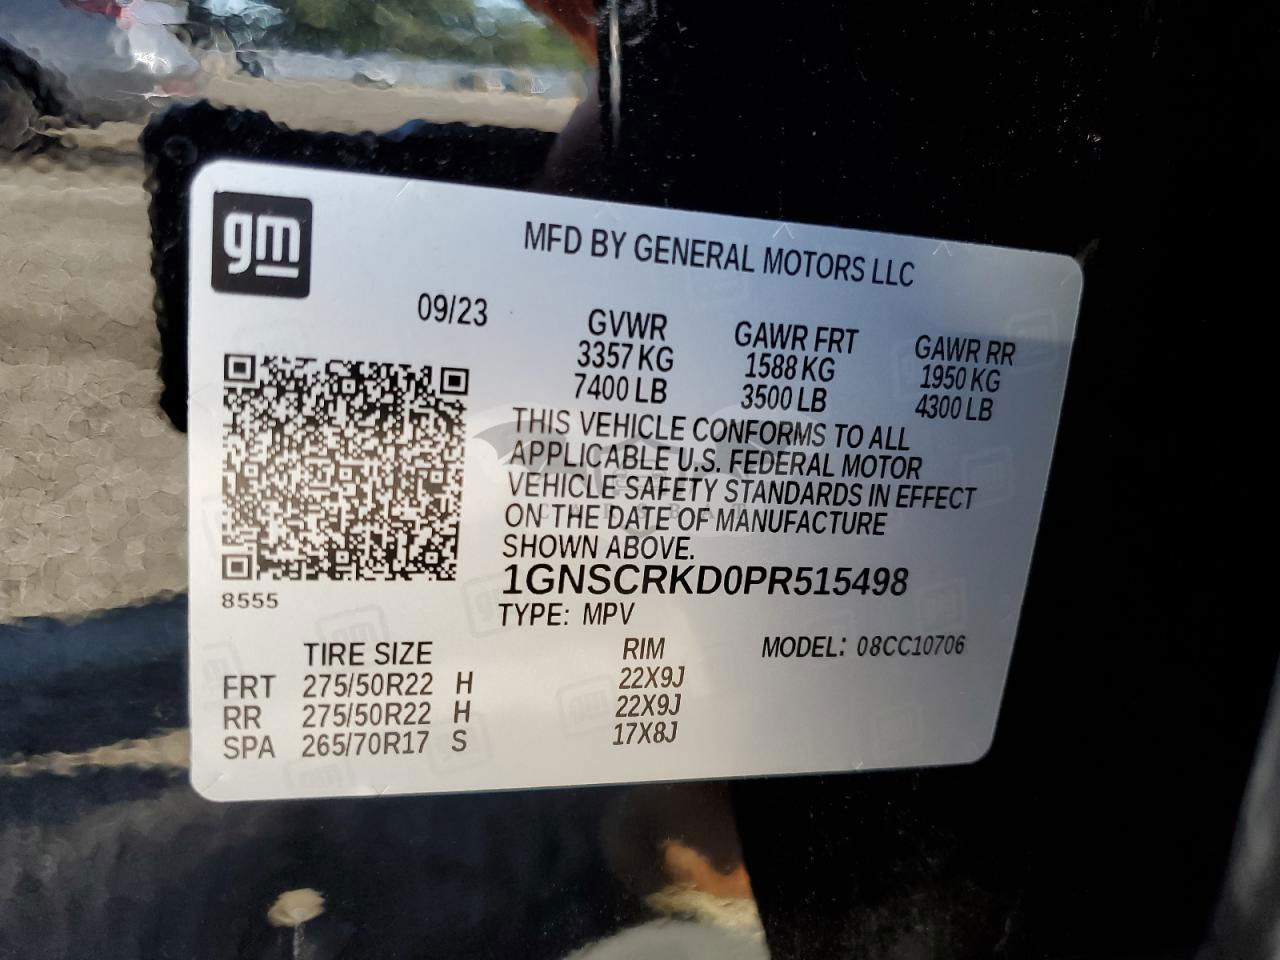 gm
MFD BY GENERAL MOTORS LLC
09/23
GVWR GAWR FRT GAWR RR
3357 KG 1588 KG 1950 KG
7400 LB 3500 LB 4300 LB
THIS VEHICLE CONFORMS TO ALL
APPLICABLE U.S. FEDERAL MOTOR
VEHICLE SAFETY STANDARDS IN EFFECT
ON THE DATE OF MANUFACTURE
SHOWN ABOVE.
1GNSCRKD0PR515498
8555
TYPE: MPV
TIRE SIZE RIM MODEL: 08CC10706
FRT 275/50R22 H 22X9J
RR 275/50R22 H 22X9J
SPA 265/70R17 S 17X8J